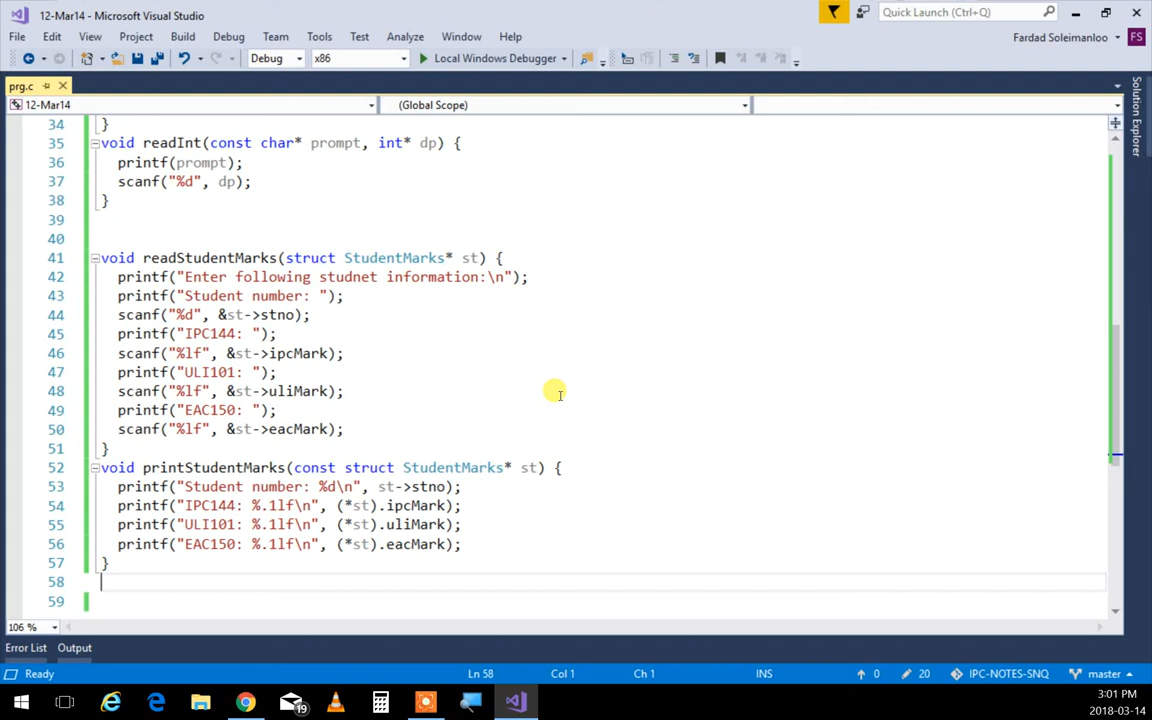 12-Mar14 - Microsoft Visual Studio
Quick Launch (Ctrl+Q)
File Edit View Project Build Debug Team Tools Test Analyze Window Help
Fardad Soleimanloo FS
Debug x86 Local Windows Debugger
prg.c
Solution Explorer
12-Mar14 (Global Scope)
34 }
35 void readInt(const char* prompt, int* dp) {
36 printf(prompt);
37 scanf("%d", dp);
38 }
39
40
41 void readStudentMarks(struct StudentMarks* st) {
42 printf("Enter following studnet information:\n");
43 printf("Student number: ");
44 scanf("%d", &st->stno);
45 printf("IPC144: ");
46 scanf("%lf", &st->ipcMark);
47 printf("ULI101: ");
48 scanf("%lf", &st->uliMark);
49 printf("EAC150: ");
50 scanf("%lf", &st->eacMark);
51 }
52 void printStudentMarks(const struct StudentMarks* st) {
53 printf("Student number: %d\n", st->stno);
54 printf("IPC144: %.1lf\n", (*st).ipcMark);
55 printf("ULI101: %.1lf\n", (*st).uliMark);
56 printf("EAC150: %.1lf\n", (*st).eacMark);
57 }
58
59
106 %
Error List Output
Ready Ln 58 Col 1 Ch 1 INS 0 20 IPC-NOTES-SNQ master
19
3:01 PM
2018-03-14